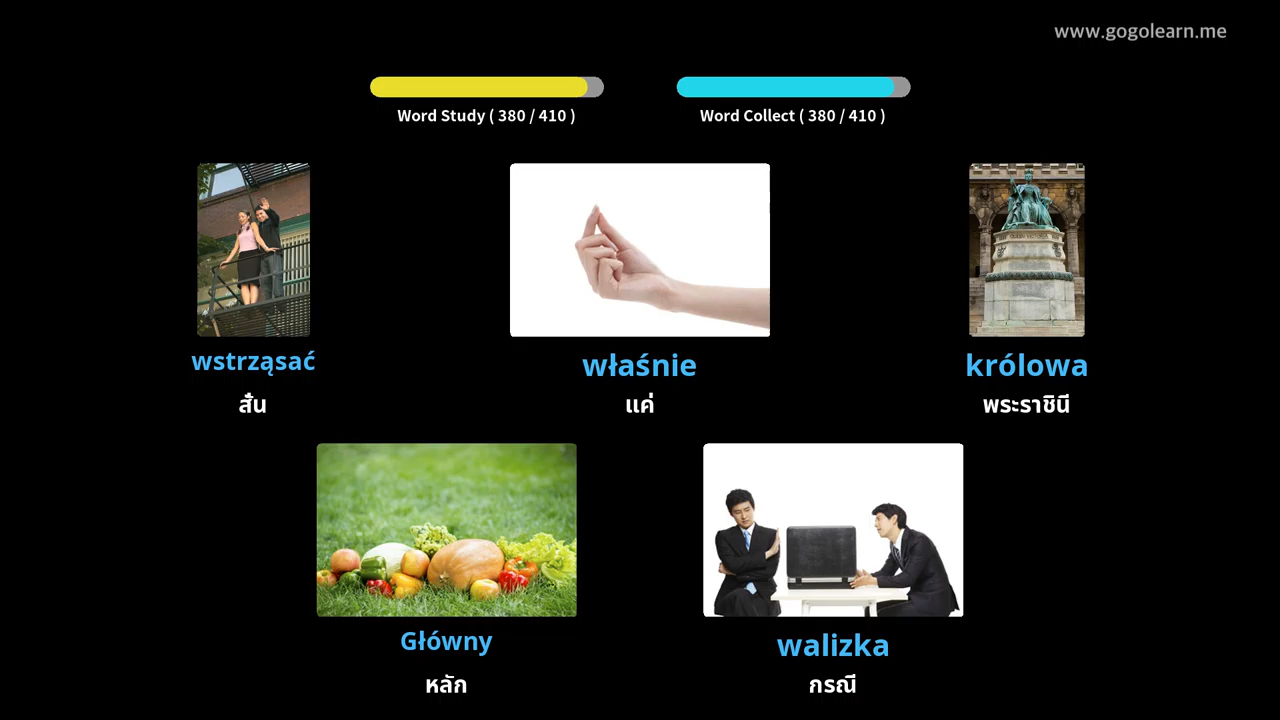 www.gogolearn.me
Word Study ( 380 / 410 )
Word Collect ( 380 / 410 )
wstrząsać
สั่น
właśnie
แค่
królowa
พระราชินี
Główny
หลัก
walizka
กรณี